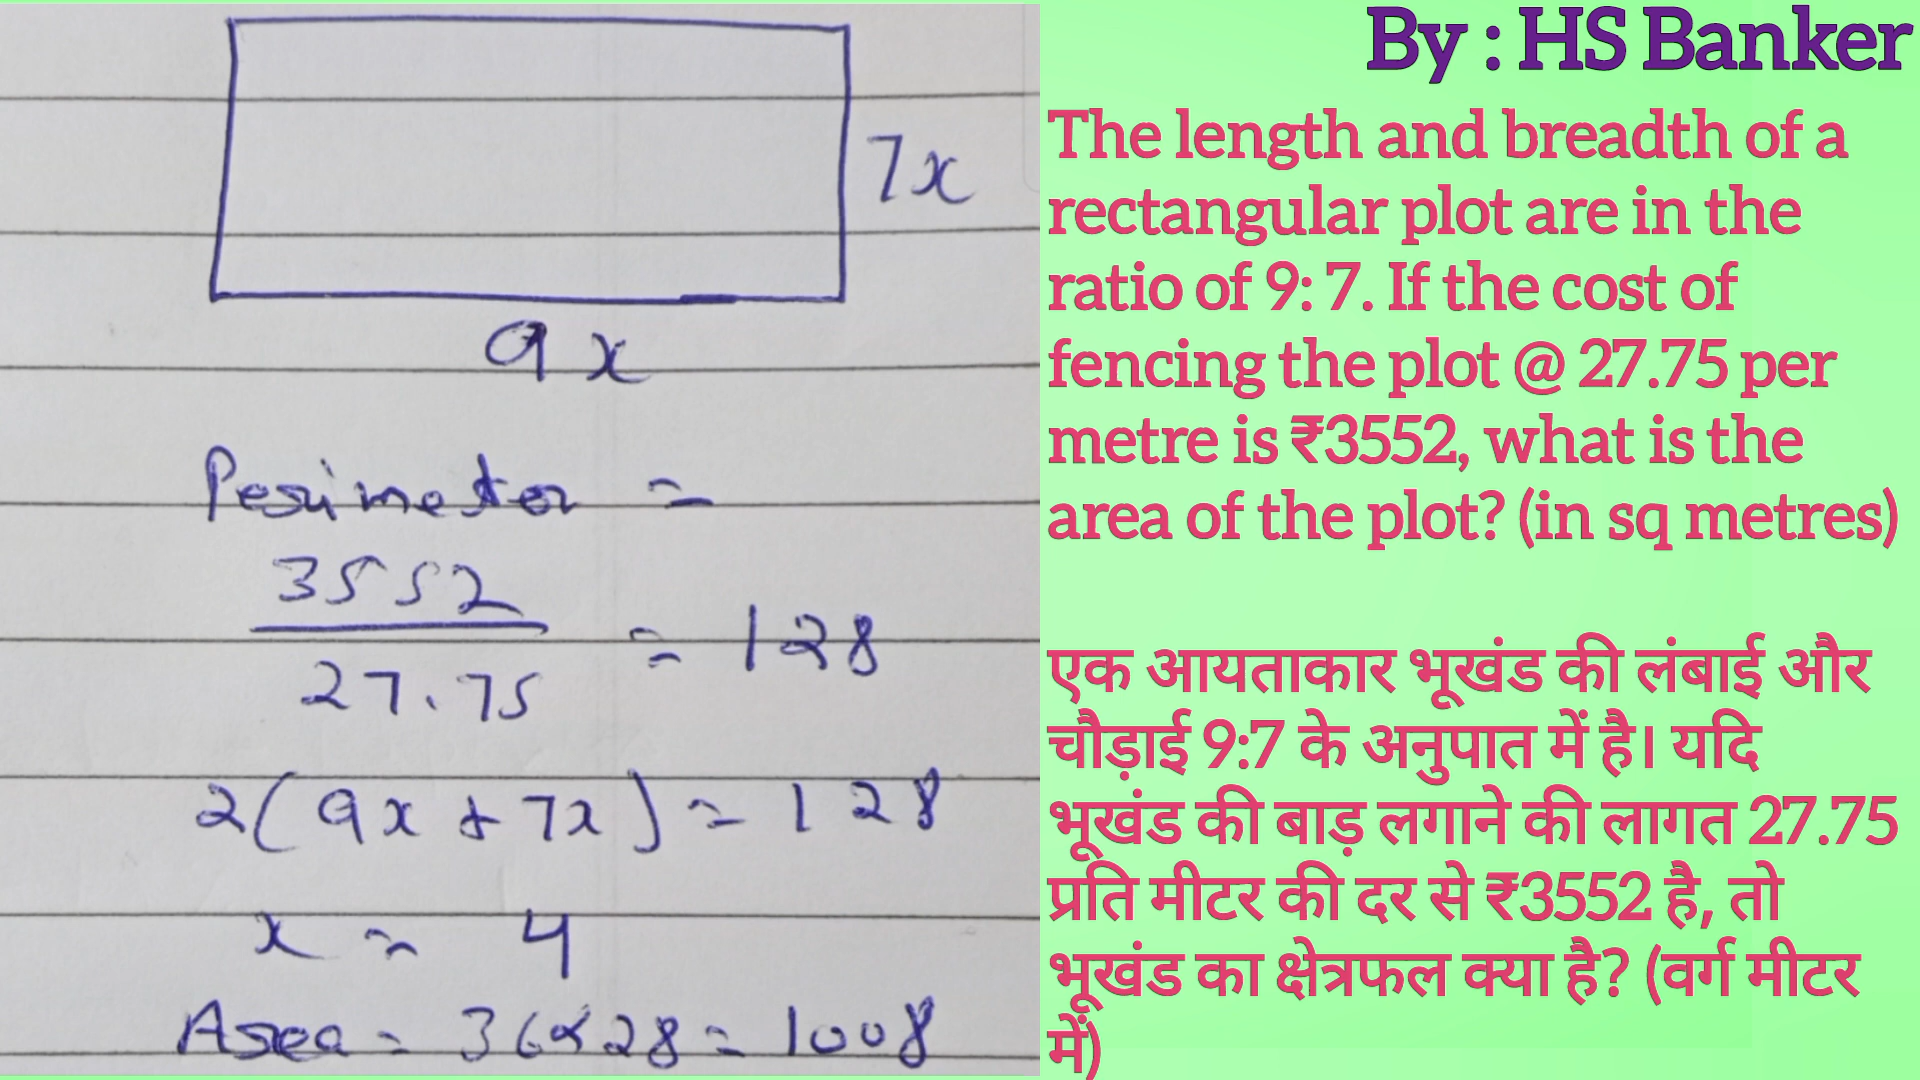 7x
9x
Perimeter =
3552
27.75
= 128
2(9x + 7x) = 128
x = 4
Area = 36×28 = 1008
By : HS Banker
The length and breadth of a
rectangular plot are in the
ratio of 9: 7. If the cost of
fencing the plot @ 27.75 per
metre is ₹3552, what is the
area of the plot? (in sq metres)
एक आयताकार भूखंड की लंबाई और
चौड़ाई 9:7 के अनुपात में है। यदि
भूखंड की बाड़ लगाने की लागत 27.75
प्रति मीटर की दर से ₹3552 है, तो
भूखंड का क्षेत्रफल क्या है? (वर्ग मीटर
में)